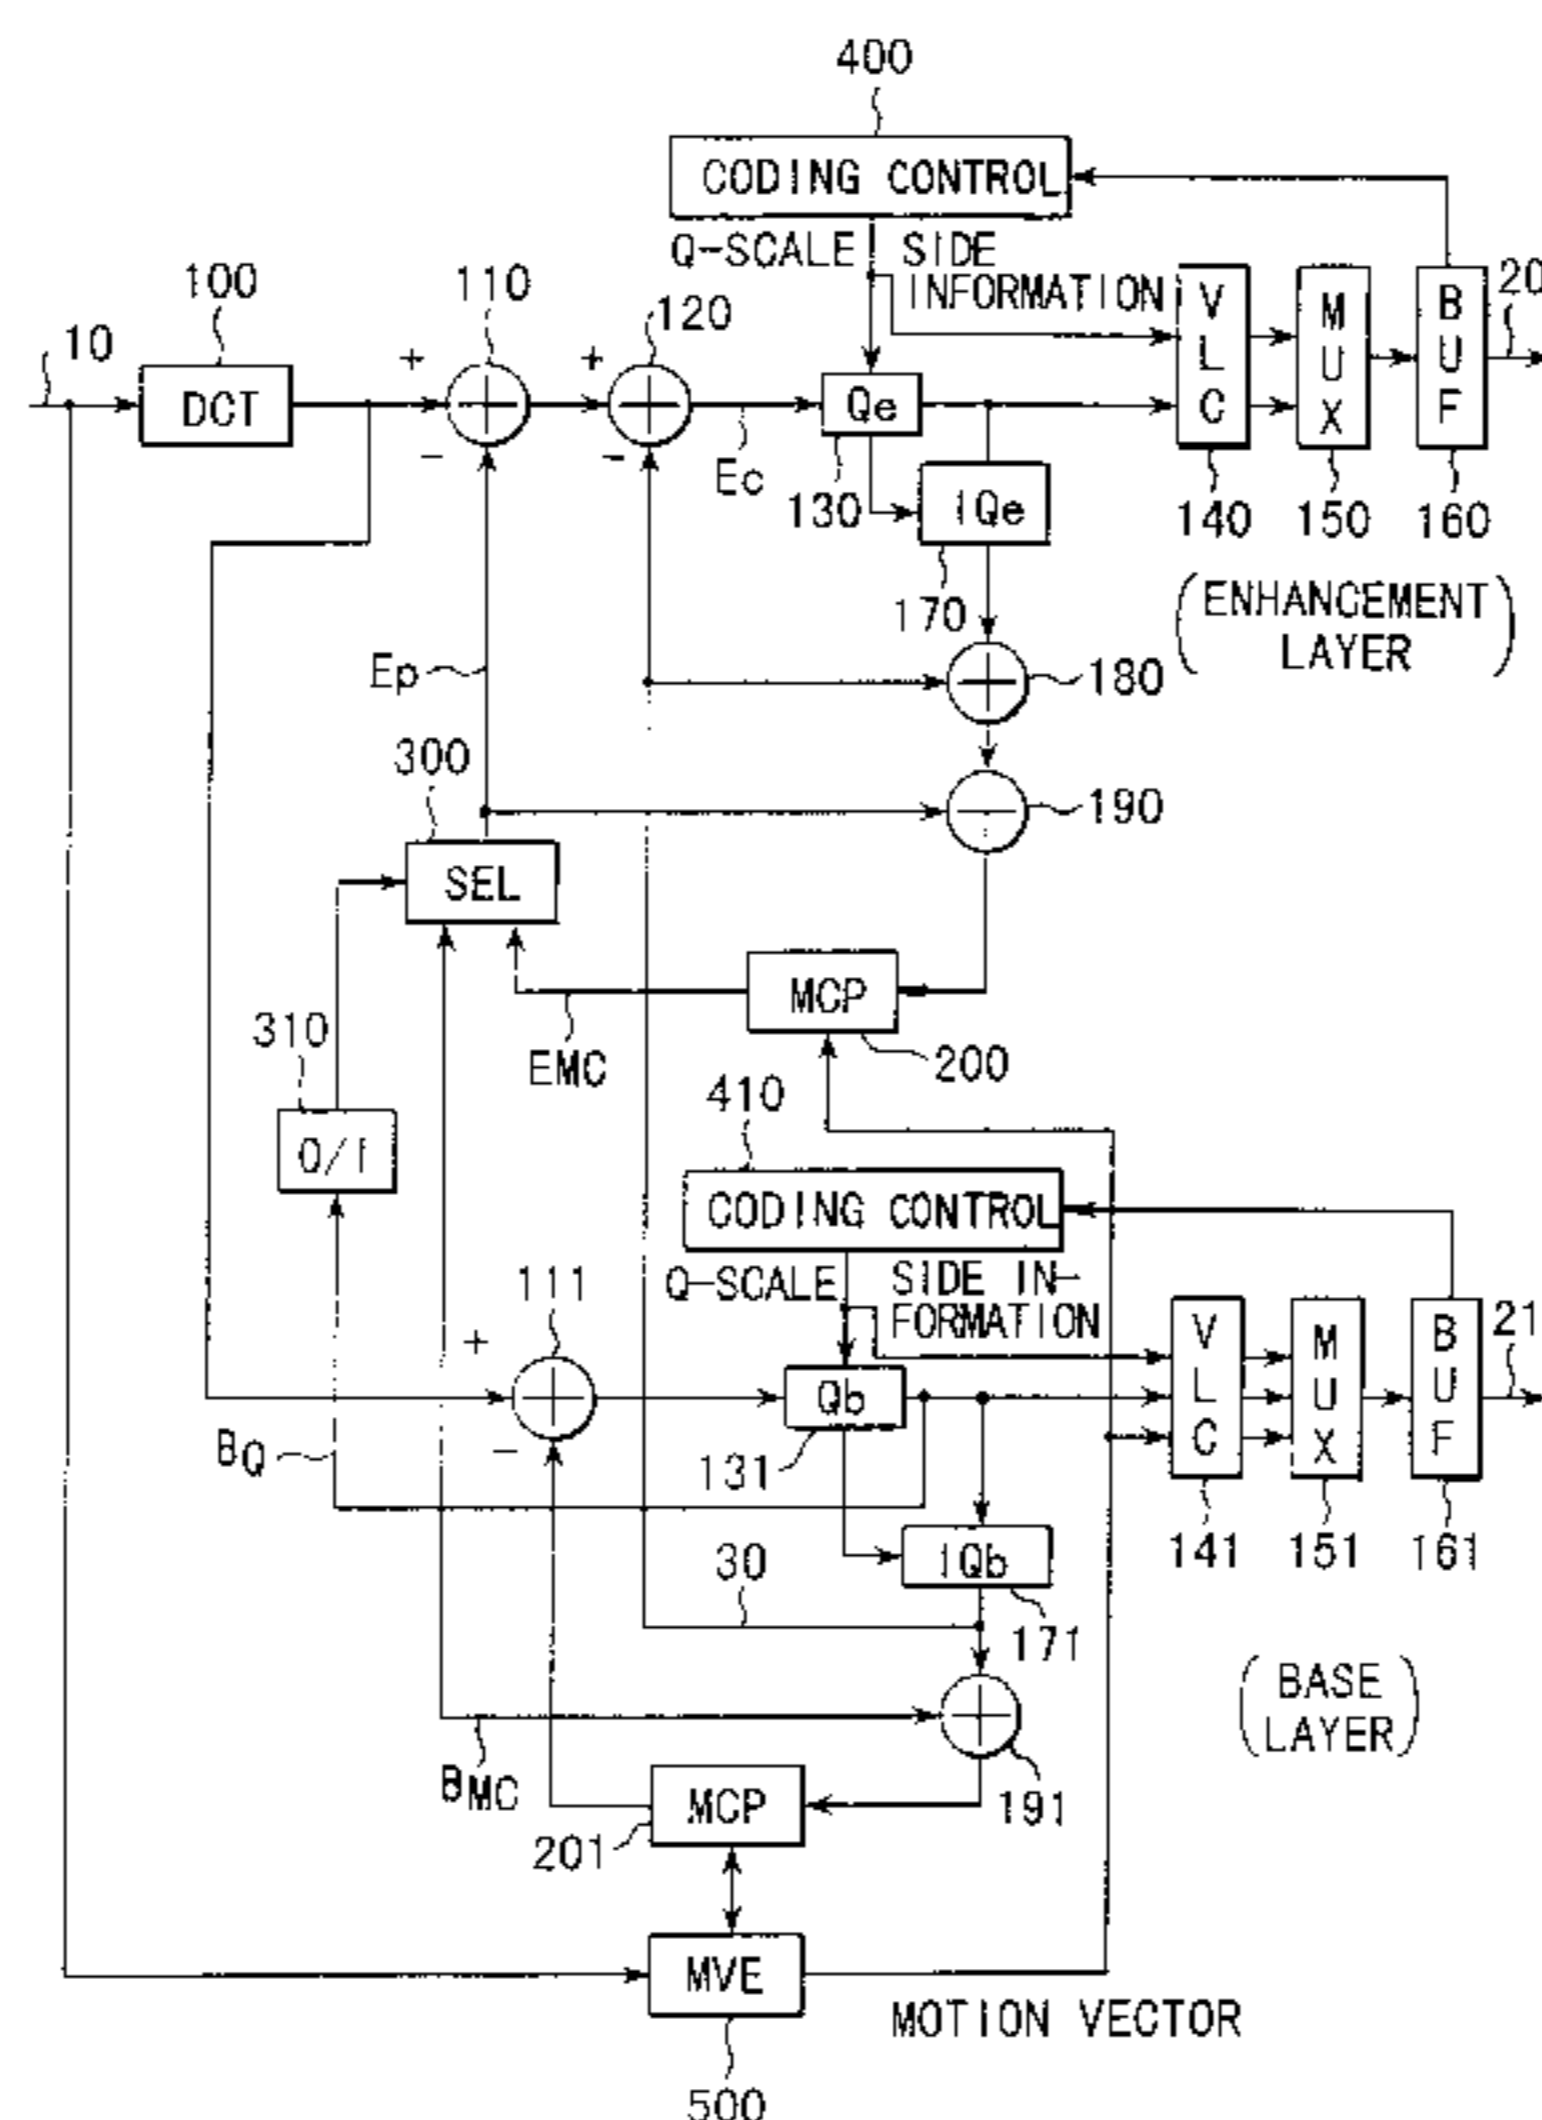 400
CODING CONTROL
Q-SCALE
SIDE
INFORMATION
100
110
120
20
10
+
+
DCT
Qe
V
L
C
M
U
X
B
U
F
-
-
Ec
130
IQe
140
150
160
170
(ENHANCEMENT
LAYER)
Ep
180
300
190
SEL
MCP
310
EMC
200
410
CODING CONTROL
Q-SCALE
SIDE IN-
FORMATION
111
21
+
Qb
V
L
C
M
U
X
B
U
F
-
BQ
131
30
IQb
141
151
161
171
(BASE
LAYER)
BMC
MCP
191
201
MVE
MOTION VECTOR
500